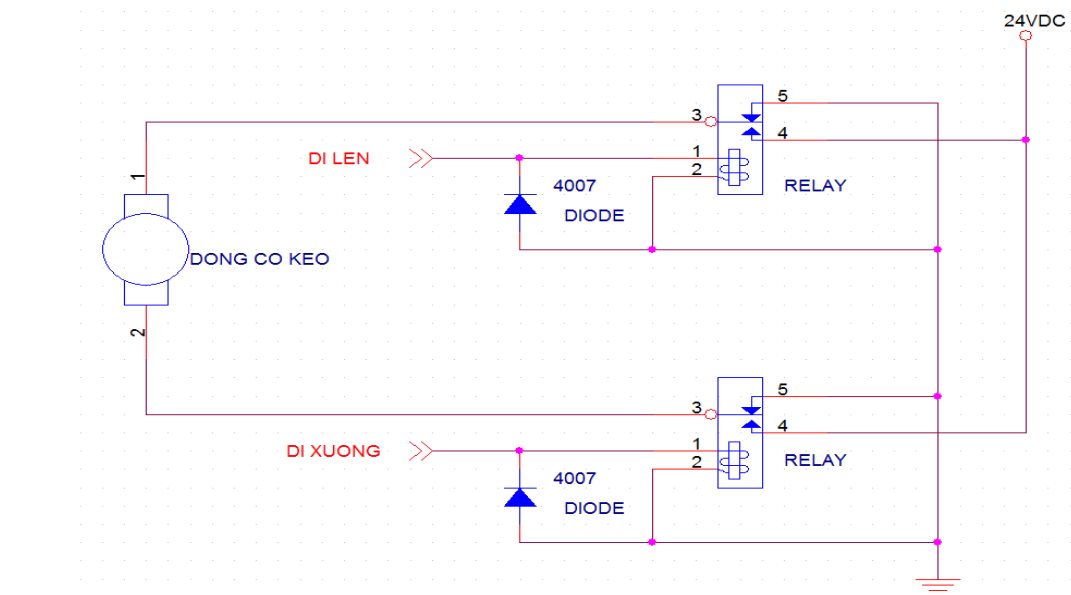 24VDC
5
3
4
DI LEN
1
2
4007
RELAY
DIODE
1
DONG CO KEO
2
5
3
4
DI XUONG
1
2
RELAY
4007
DIODE